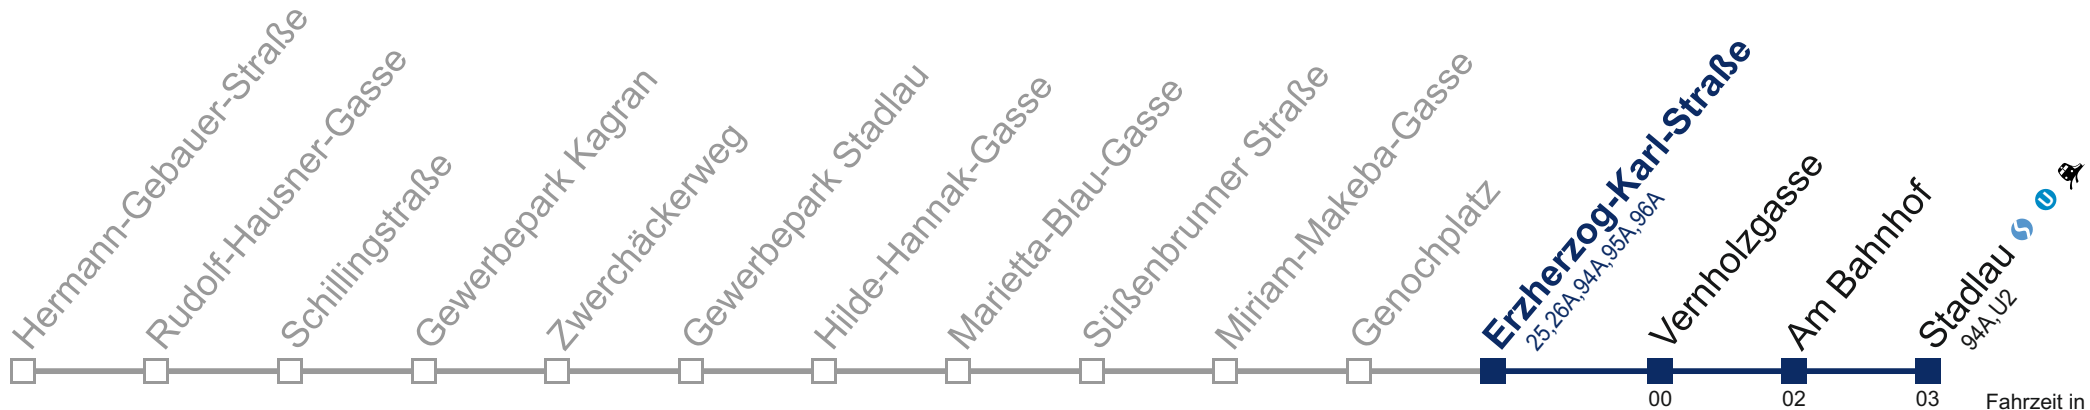 Hermann-Gebauer-Straße
Rudolf-Hausner-Gasse
Schillingstraße
Gewerbepark Kagran
Zwerchäckerweg
Gewerbepark Stadlau
Hilde-Hannak-Gasse
Marietta-Blau-Gasse
Süßenbrunner Straße
Miriam-Makeba-Gasse
Genochplatz
Erzherzog-Karl-Straße
25,26A,94A,95A,96A
Vernholzgasse
Am Bahnhof
Stadlau S U
94A,U2
00
02
03
Fahrzeit in